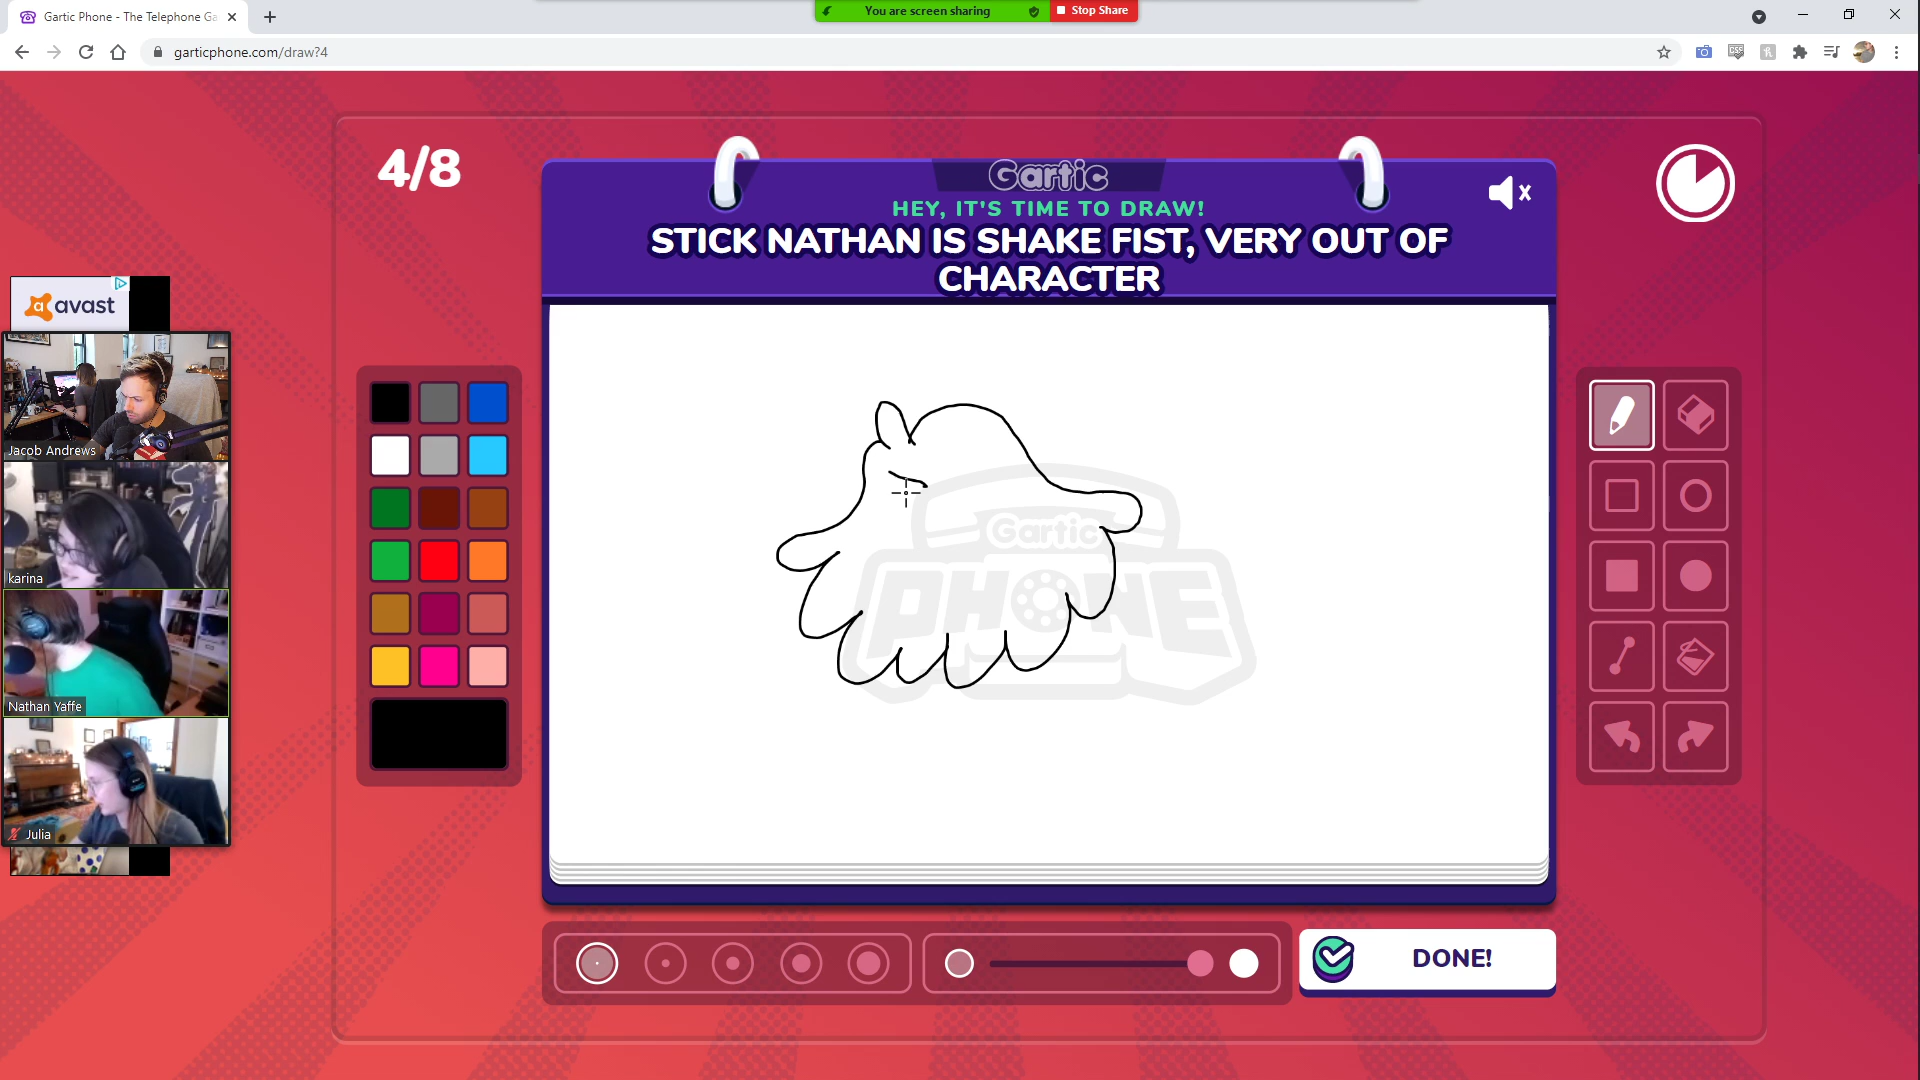 Gartic Phone - The Telephone Ga
You are screen sharing
Stop Share
garticphone.com/draw?4
4/8
Gartic
HEY, IT'S TIME TO DRAW!
STICK NATHAN IS SHAKE FIST, VERY OUT OF
CHARACTER
avast
Jacob Andrews
karina
Nathan Yaffe
Julia
Gartic
PHONE
DONE!